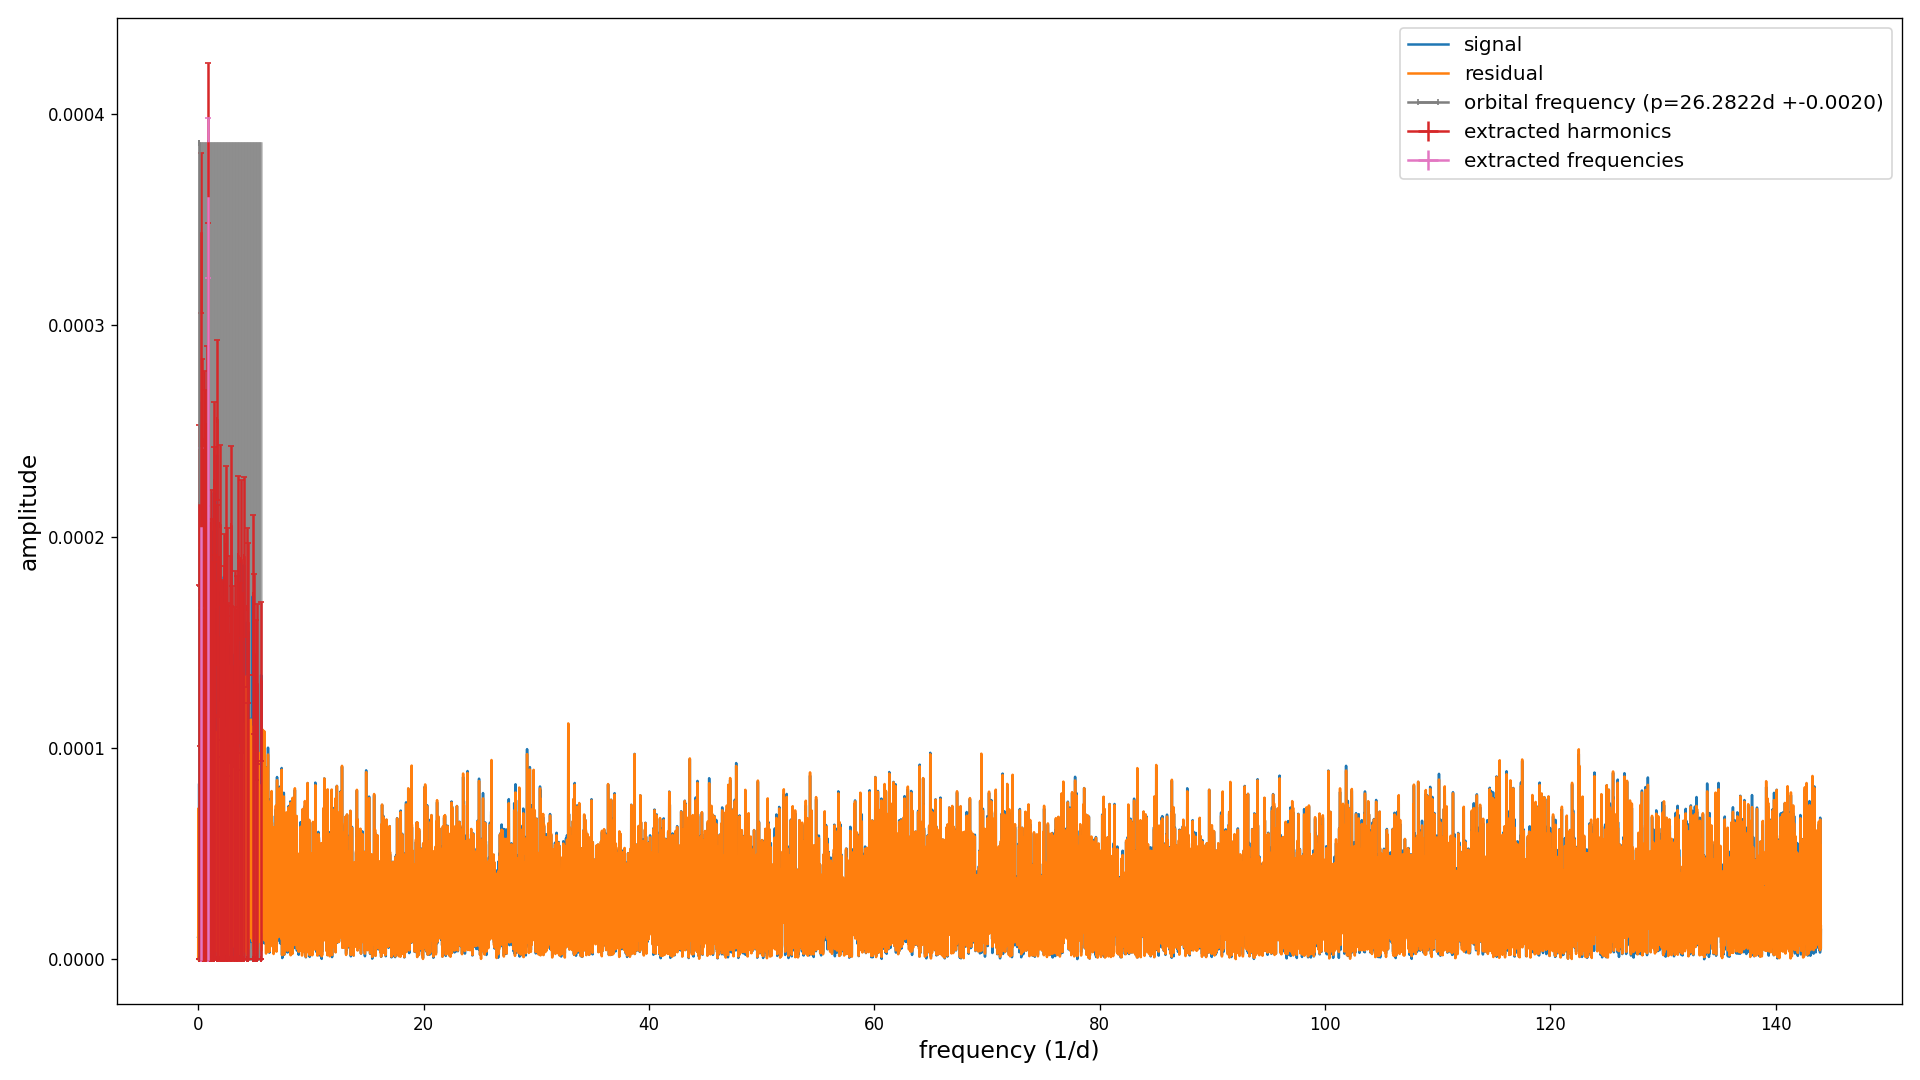 signal
residual
orbital frequency (p=26.2822d +-0.0020)
extracted harmonics
extracted frequencies
0.0004
0.0003
0.0002
0.0001
0.0000
amplitude
0 20 40 60 80 100 120 140
frequency (1/d)